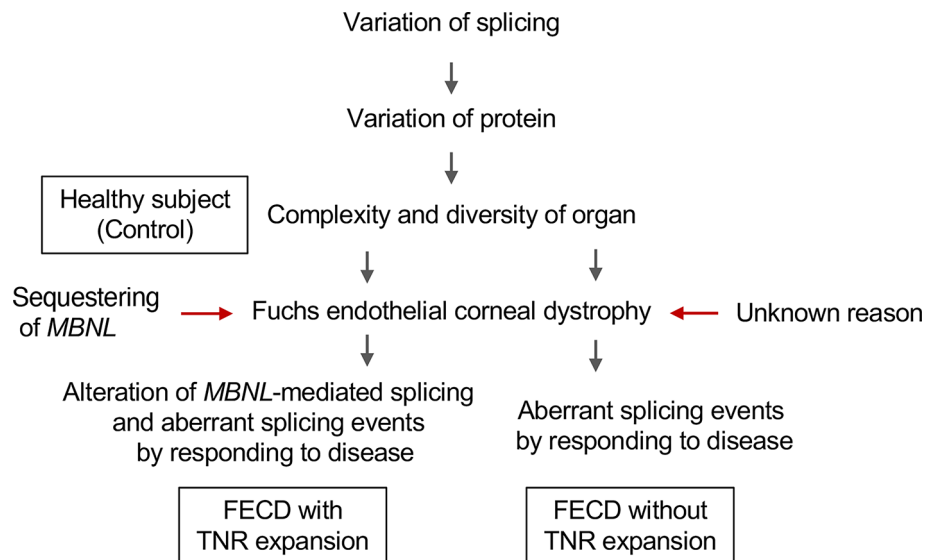 Variation of splicing
Variation of protein
Healthy subject
(Control)
Complexity and diversity of organ
Sequestering
of MBNL
Fuchs endothelial corneal dystrophy
Unknown reason
Alteration of MBNL-mediated splicing
and aberrant splicing events
by responding to disease
Aberrant splicing events
by responding to disease
FECD with
TNR expansion
FECD without
TNR expansion